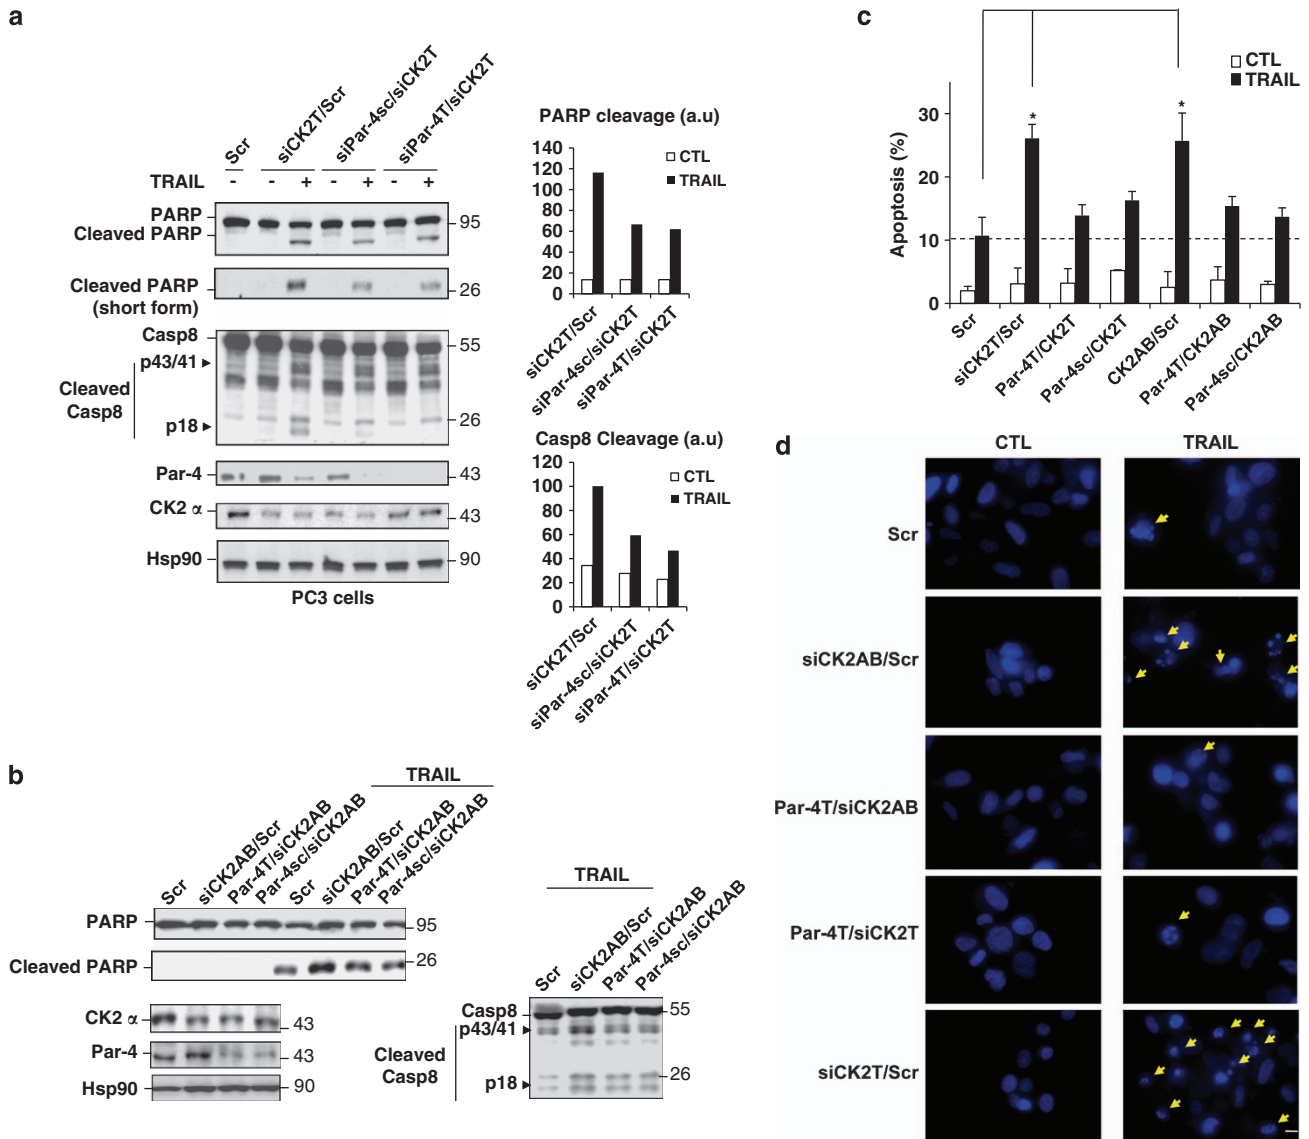 a
Scr
siCK2T/Scr
siPar-4sc/siCK2T
siPar-4T/siCK2T
TRAIL - - + - + - +
PARP
Cleaved PARP
95
Cleaved PARP
(short form)
26
Casp8
55
p43/41
Cleaved
Casp8
26
p18
Par-4
43
CK2 α
43
Hsp90
90
PC3 cells
PARP cleavage (a.u)
140
120
100
80
60
40
20
0
CTL
TRAIL
siCK2T/Scr
siPar-4sc/siCK2T
siPar-4T/siCK2T
Casp8 Cleavage (a.u)
120
100
80
60
40
20
0
CTL
TRAIL
siCK2T/Scr
siPar-4sc/siCK2T
siPar-4T/siCK2T
b
TRAIL
Scr
siCK2AB/Scr
Par-4T/siCK2AB
Par-4sc/siCK2AB
Scr
siCK2AB/Scr
Par-4T/siCK2AB
Par-4sc/siCK2AB
PARP
95
Cleaved PARP
26
CK2 α
43
Par-4
43
Hsp90
90
TRAIL
Scr
siCK2AB/Scr
Par-4T/siCK2AB
Par-4sc/siCK2AB
Casp8
55
p43/41
Cleaved
Casp8
26
p18
c
CTL
TRAIL
* *
Apoptosis (%)
30
20
10
0
Scr
siCK2T/Scr
Par-4T/CK2T
Par-4sc/CK2T
CK2AB/Scr
Par-4T/CK2AB
Par-4sc/CK2AB
d
CTL
TRAIL
Scr
siCK2AB/Scr
Par-4T/siCK2AB
Par-4T/siCK2T
siCK2T/Scr